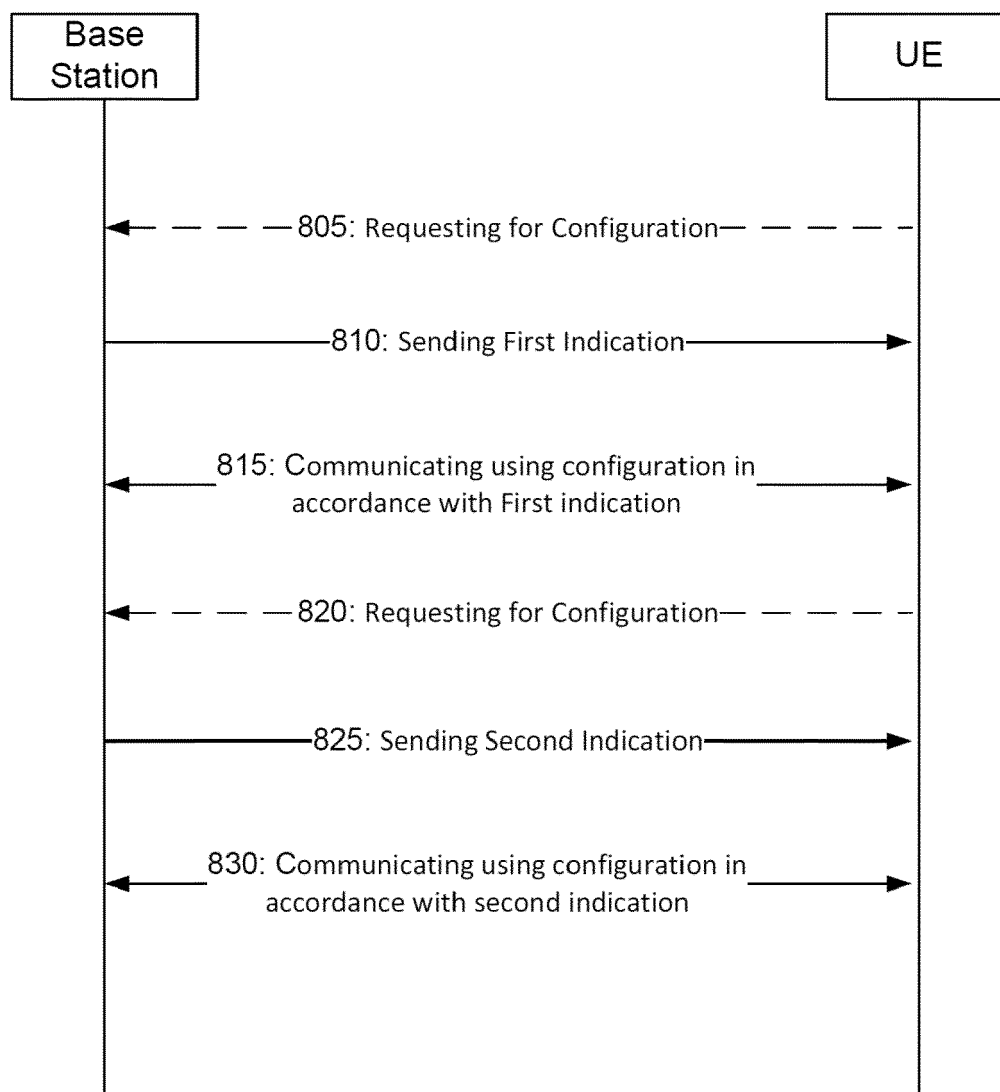 Base
Station
UE
805: Requesting for Configuration
810: Sending First Indication
815: Communicating using configuration in
accordance with First indication
820: Requesting for Configuration
825: Sending Second Indication
830: Communicating using configuration in
accordance with second indication